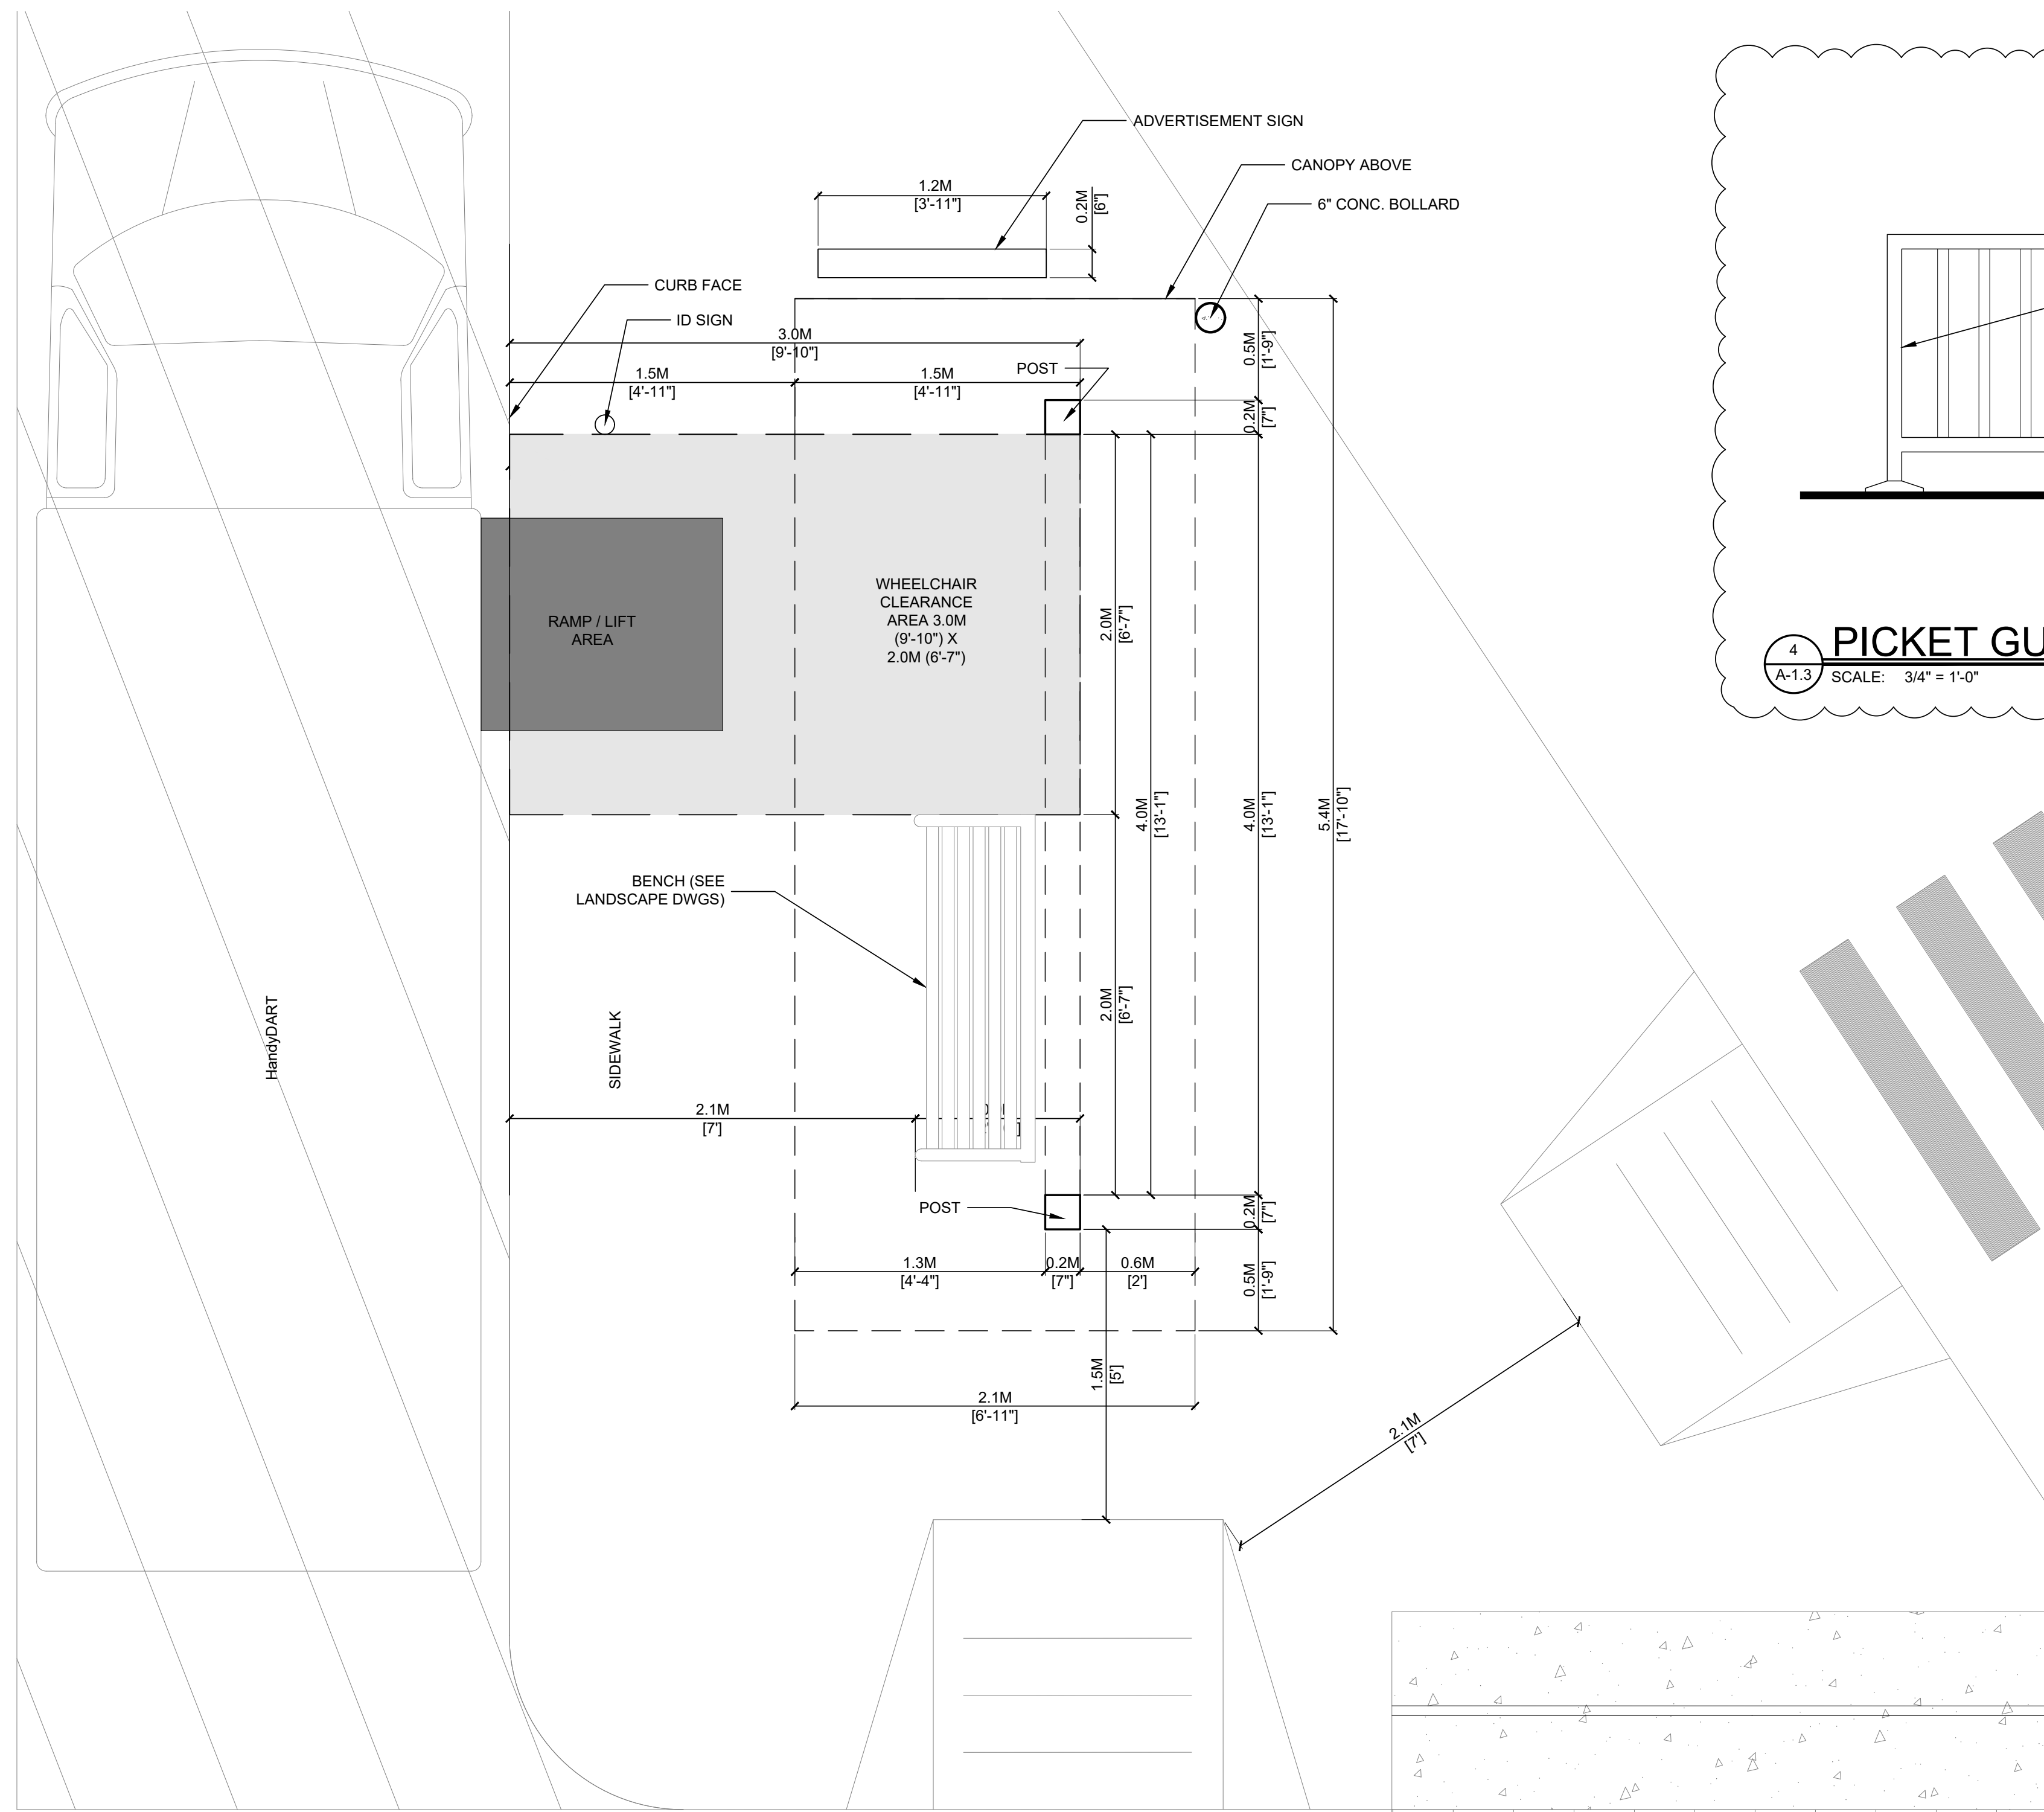 ADVERTISEMENT SIGN
CANOPY ABOVE
1.2M
[3'-11"]
0.2M
[6"]
6" CONC. BOLLARD
CURB FACE
ID SIGN
3.0M
[9'-10"]
0.5M
[1'-9"]
POST
1.5M
[4'-11"]
1.5M
[4'-11"]
0.2M
[7"]
WHEELCHAIR
CLEARANCE
AREA 3.0M
(9'-10") X
2.0M (6'-7")
RAMP / LIFT
AREA
2.0M
[6'-7"]
4
A-1.3
PICKET GU
SCALE: 3/4" = 1'-0"
4.0M
[13'-1"]
4.0M
[13'-1"]
5.4M
[17'-10"]
BENCH (SEE
LANDSCAPE DWGS)
2.0M
[6'-7"]
HandyDART
SIDEWALK
2.1M
[7']
POST
0.2M
[7"]
1.3M
[4'-4"]
0.2M
[7"]
0.6M
[2']
0.5M
[1'-9"]
1.5M
[5']
2.1M
[6'-11"]
2.1M
[7']